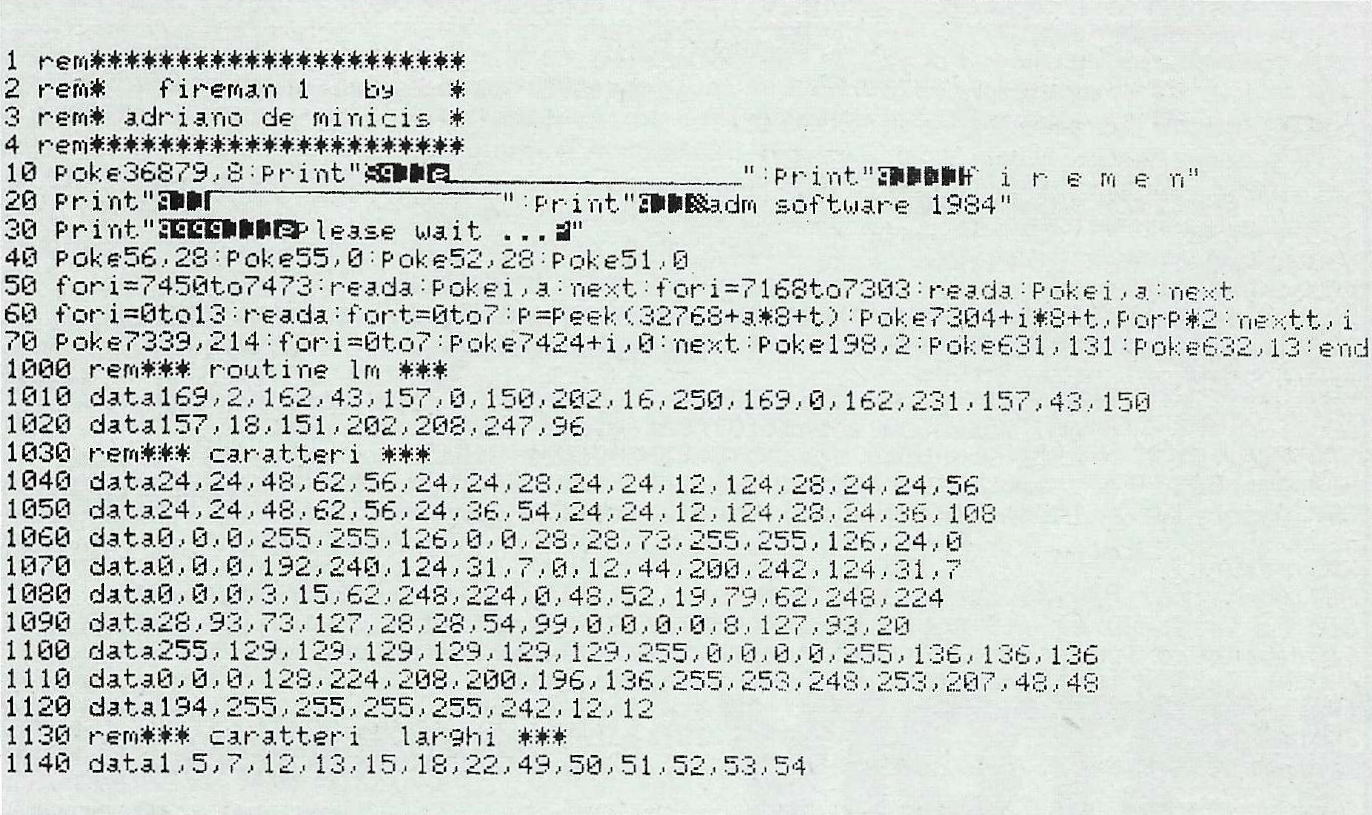 1 rem**********************
2 rem*   fireman 1   by   *
3 rem* adriano de minicis *
4 rem**********************
10 Poke36879,8:Print"":Print" i r e m e n"
20 Print"":Print"adm software 1984"
30 Print"Please wait ..."
40 Poke56,28:Poke55,0:Poke52,28:Poke51,0
50 fori=7450to7473:reada:Pokei,a:next:fori=7168to7303:reada:Pokei,a:next
60 fori=0to13:reada:fort=0to7:P=Peek(32768+a*8+t):Poke7304+i*8+t,PorP*2:nextt,i
70 Poke7339,214:fori=0to7:Poke7424+i,0:next:Poke198,2:Poke631,131:Poke632,13:end
1000 rem*** routine lm ***
1010 data169,2,162,43,157,0,150,202,16,250,169,0,162,231,157,43,150
1020 data157,18,151,202,208,247,96
1030 rem*** caratteri ***
1040 data24,24,48,62,56,24,24,28,24,24,12,124,28,24,24,56
1050 data24,24,48,62,56,24,36,54,24,24,12,124,28,24,36,108
1060 data0,0,0,255,255,126,0,0,28,28,73,255,255,126,24,0
1070 data0,0,0,192,240,124,31,7,0,12,44,200,242,124,31,7
1080 data0,0,0,3,15,62,248,224,0,48,52,19,79,62,248,224
1090 data28,93,73,127,28,28,54,99,0,0,0,0,8,127,93,20
1100 data255,129,129,129,129,129,129,255,0,0,0,0,255,136,136,136
1110 data0,0,0,128,224,208,200,196,136,255,253,248,253,207,48,48
1120 data194,255,255,255,255,242,12,12
1130 rem*** caratteri  larghi ***
1140 data1,5,7,12,13,15,18,22,49,50,51,52,53,54